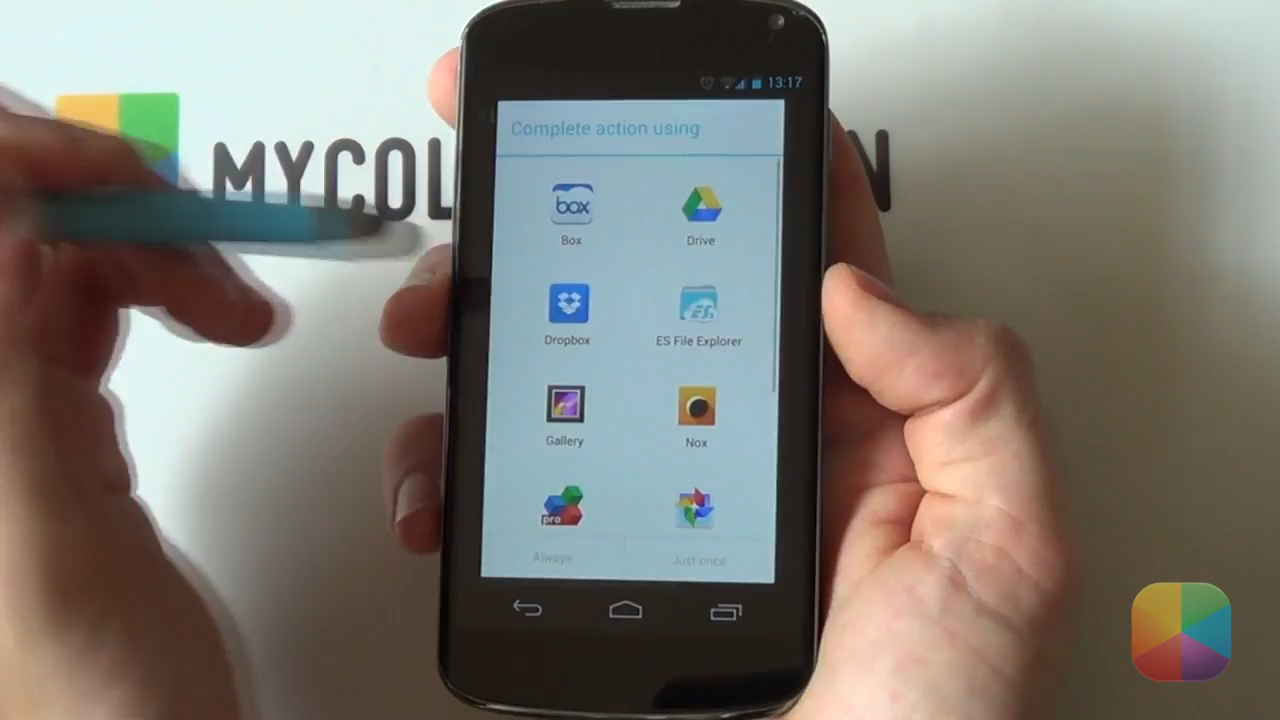 13:17
Complete action using
MYCOL
N
box
Box
Drive
Dropbox
ES
ES File Explorer
Gallery
Nox
pro
Always
Just once